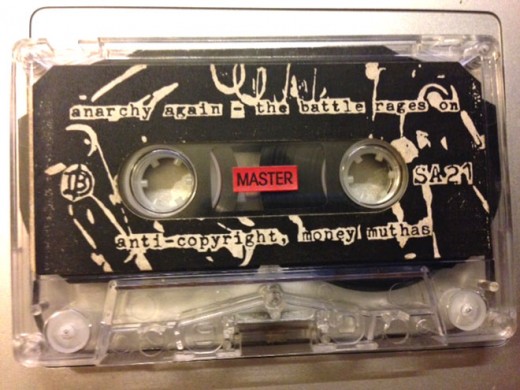 anarchy again - the battle rages on
B
MASTER
SA21
anti-copyright, money muthas